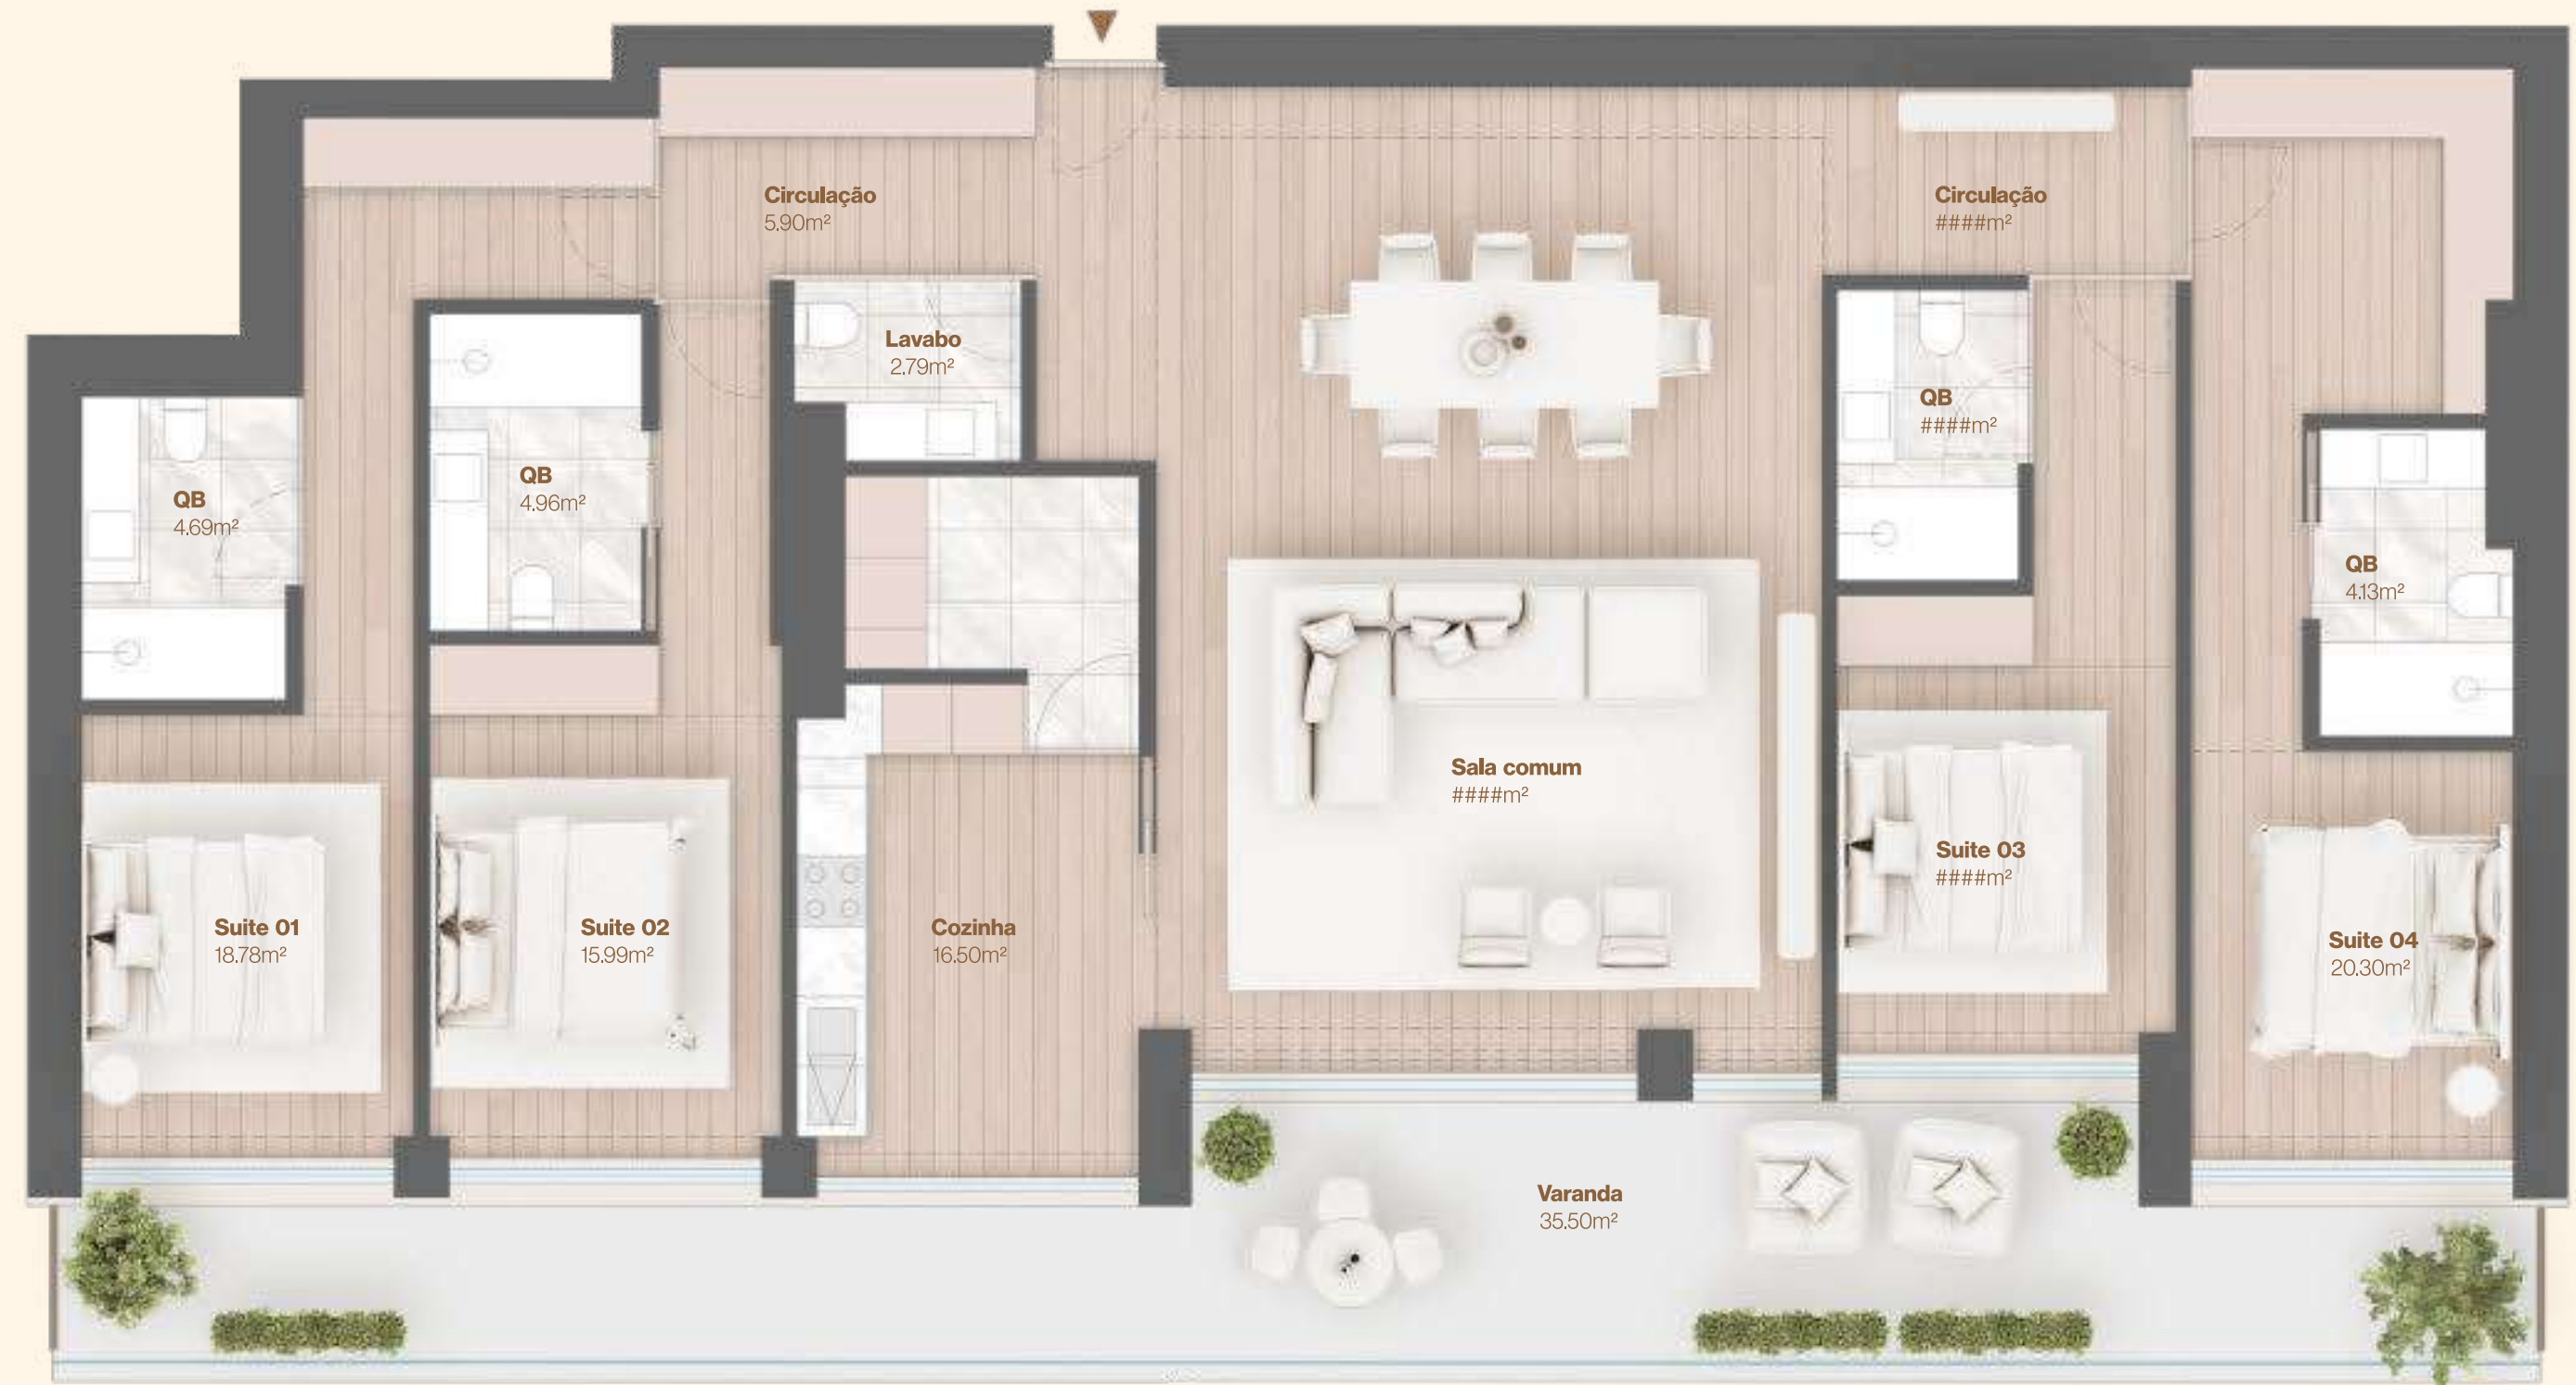 Circulação
5.90m²
Circulação
####m²
Lavabo
2.79m²
QB
####m²
QB
4.96m²
QB
4.69m²
QB
4.13m²
Sala comum
####m²
Suite 03
####m²
Suite 01
18.78m²
Suite 02
15.99m²
Cozinha
16.50m²
Suite 04
20.30m²
Varanda
35.50m²